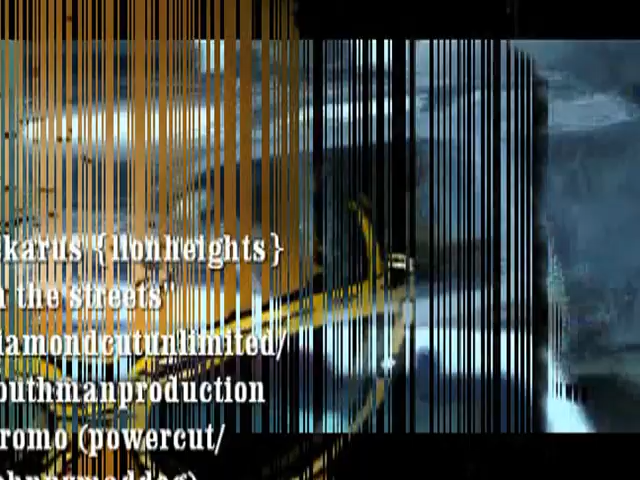 karus {lionheights}
n the streets"
iamondcutunlimited/
outhmanproduction
romo (powercut/